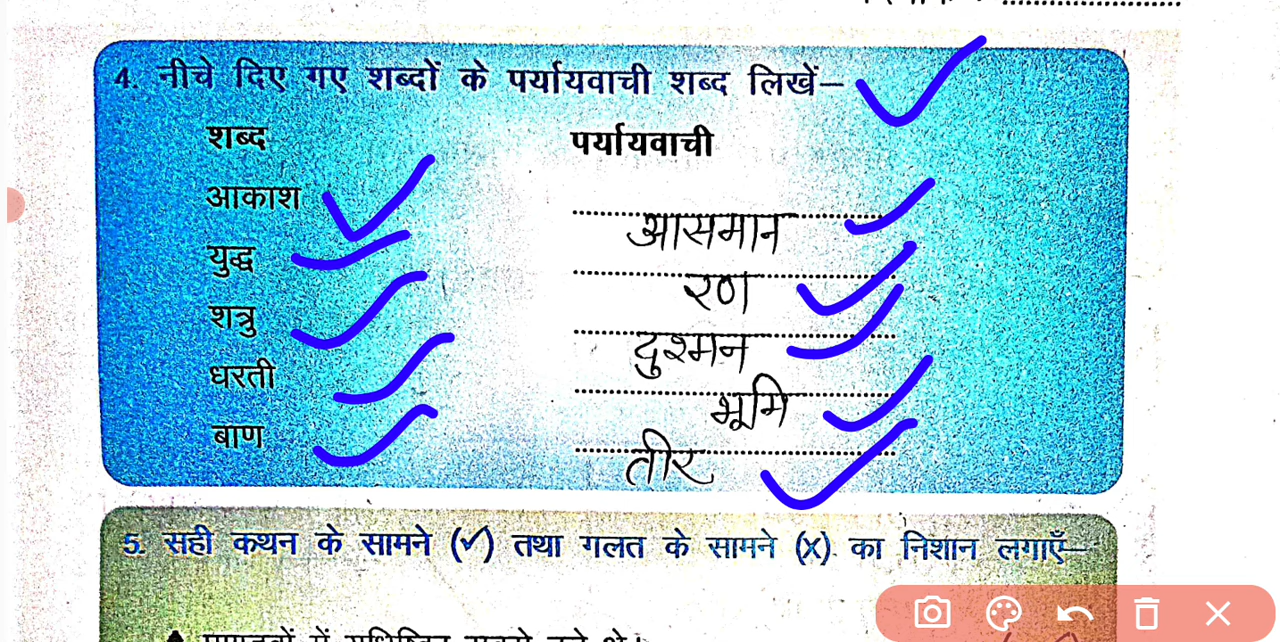 4. नीचे दिए गए शब्दों के पर्यायवाची शब्द लिखें–
शब्द पर्यायवाची
आकाश आसमान
युद्ध रण
शत्रु दुश्मन
धरती भूमि
बाण तीर
5. सही कथन के सामने (✓) तथा गलत के सामने (x) का निशान लगाएँ–